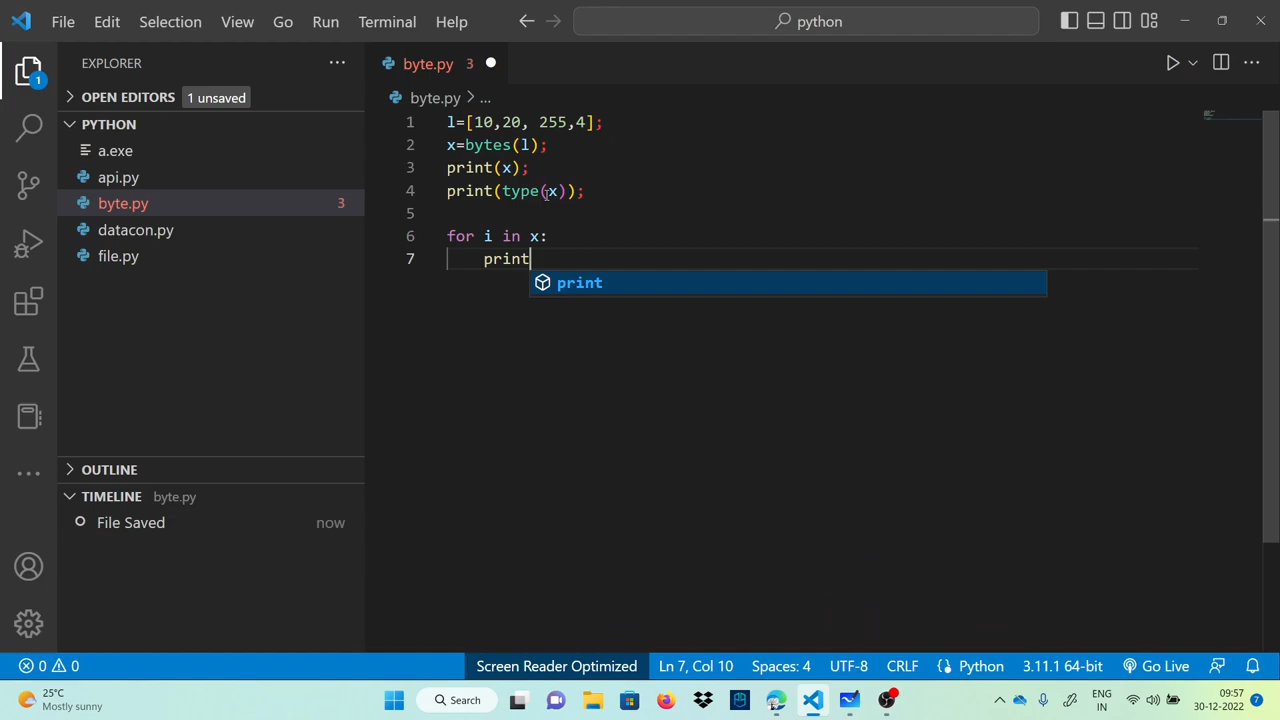 File Edit Selection View Go Run Terminal Help
python
EXPLORER
OPEN EDITORS 1 unsaved
PYTHON
a.exe
api.py
byte.py 3
datacon.py
file.py
OUTLINE
TIMELINE byte.py
File Saved now
1
byte.py 3
byte.py > ...
1 l=[10,20, 255,4];
2 x=bytes(l);
3 print(x);
4 print(type(x));
5
6 for i in x:
7 print
print
0 0
Screen Reader Optimized Ln 7, Col 10 Spaces: 4 UTF-8 CRLF Python 3.11.1 64-bit Go Live
25°C
Mostly sunny
Search
ENG
IN
09:57
30-12-2022
7